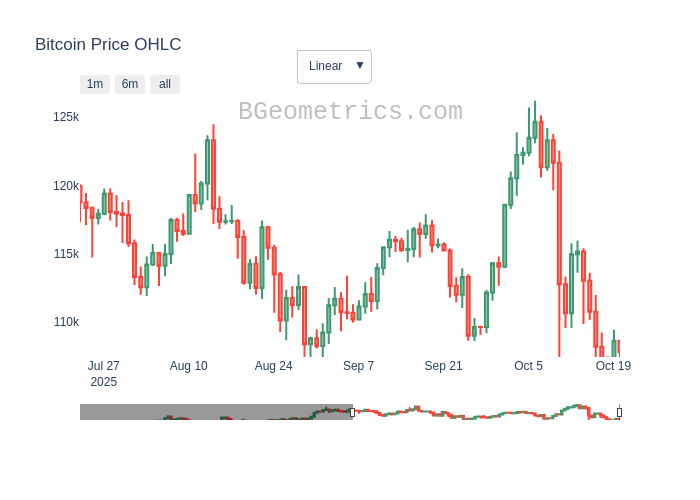 Bitcoin Price OHLC
Linear ▼
1m 6m all
BGeometrics.com
125k
120k
115k
110k
Jul 27 Aug 10 Aug 24 Sep 7 Sep 21 Oct 5 Oct 19
2025